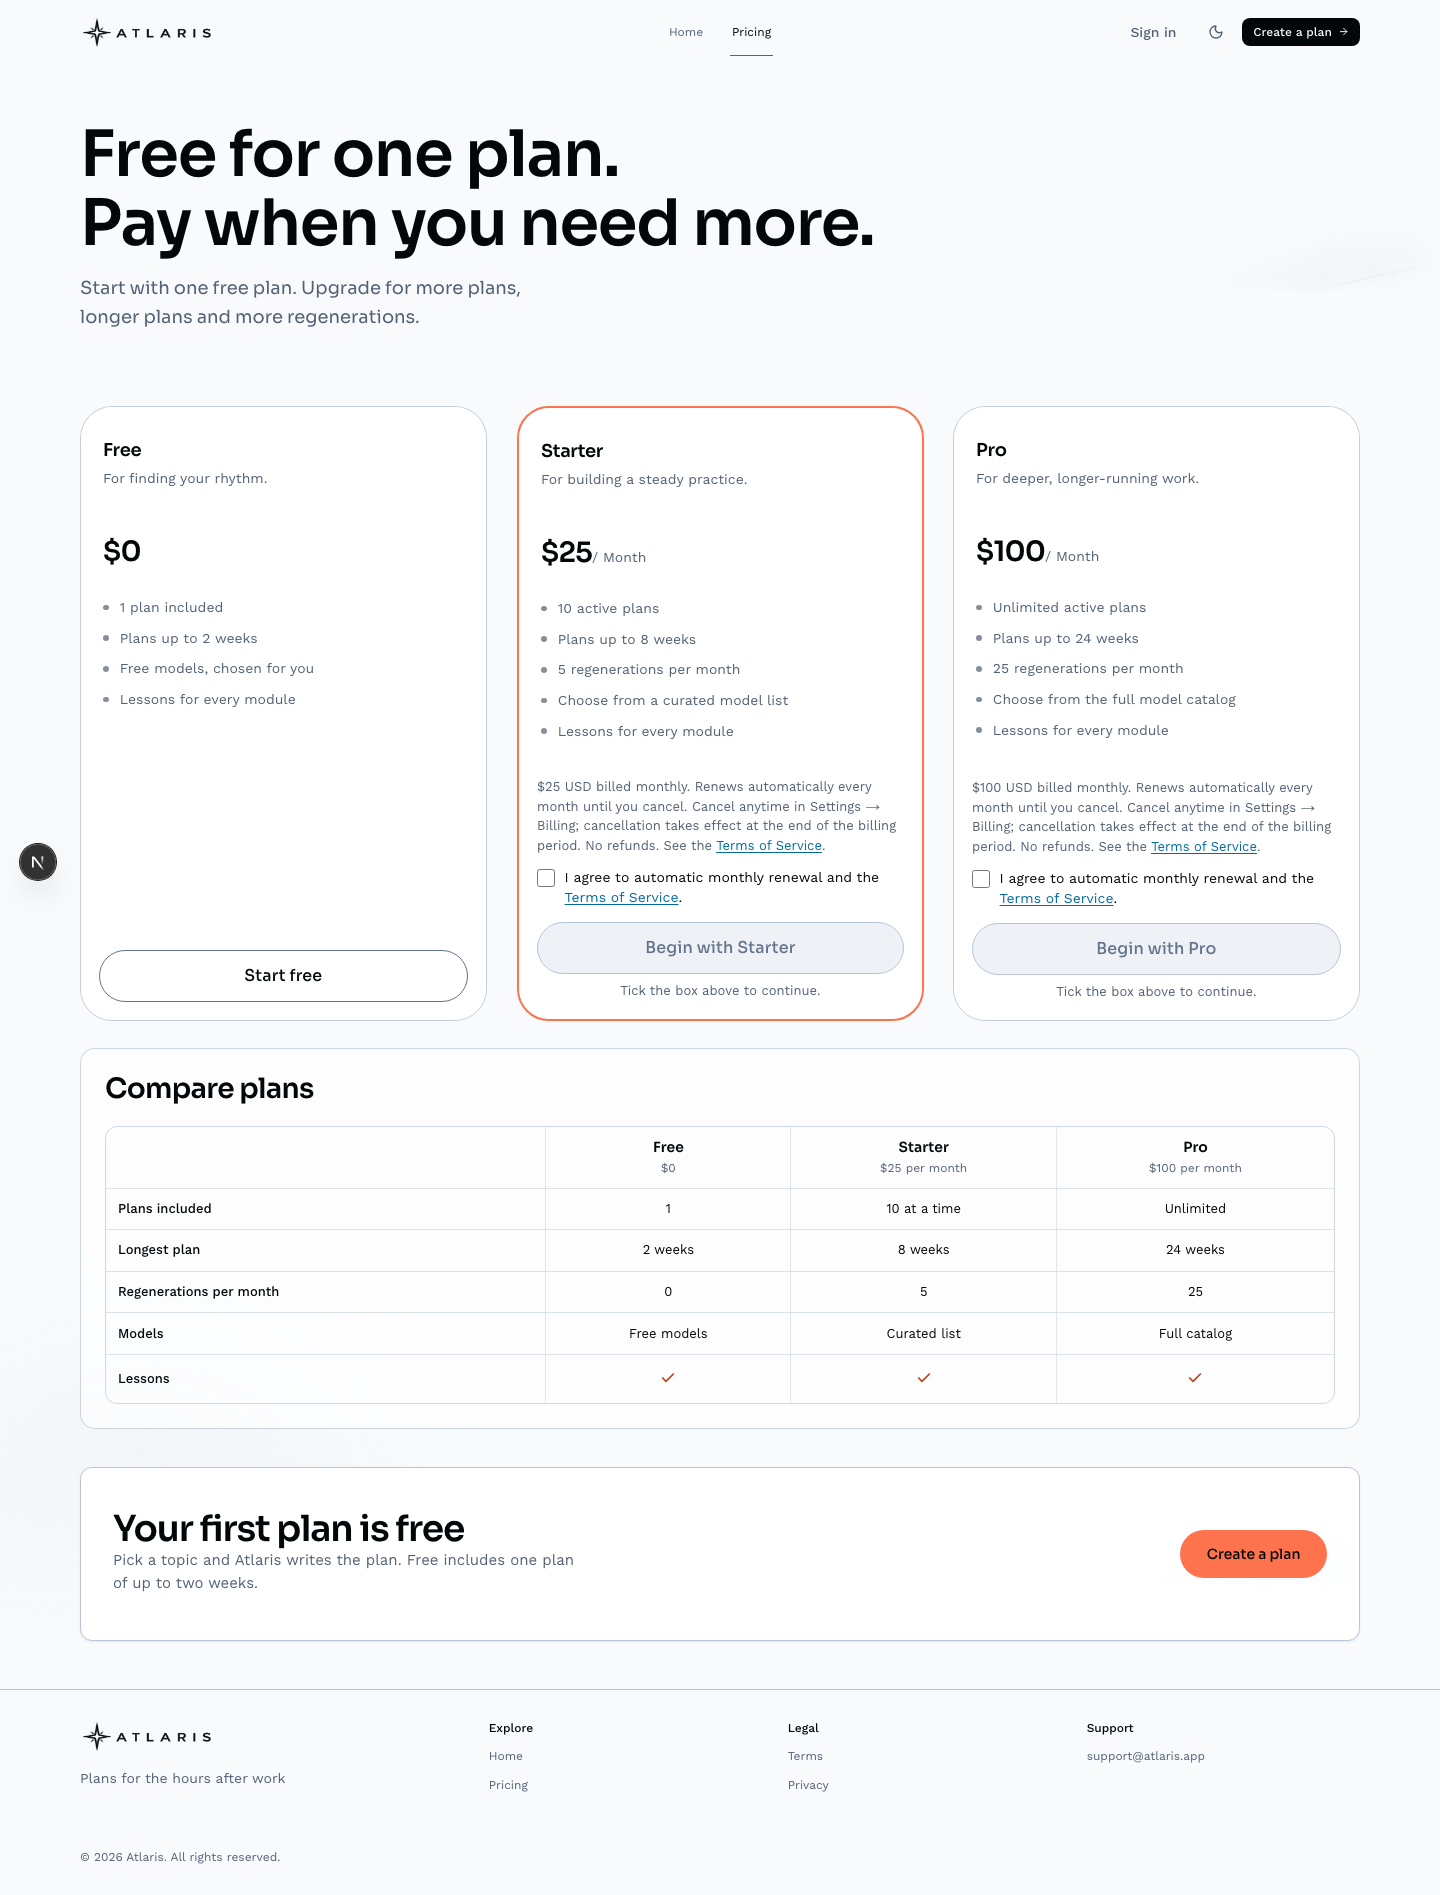 ATLARIS
Home
Pricing
Sign in
Create a plan →
Free for one plan.
Pay when you need more.
Start with one free plan. Upgrade for more plans,
longer plans and more regenerations.
Free
For finding your rhythm.
$0
1 plan included
Plans up to 2 weeks
Free models, chosen for you
Lessons for every module
Start free
Starter
For building a steady practice.
$25/ Month
10 active plans
Plans up to 8 weeks
5 regenerations per month
Choose from a curated model list
Lessons for every module
$25 USD billed monthly. Renews automatically every
month until you cancel. Cancel anytime in Settings →
Billing; cancellation takes effect at the end of the billing
period. No refunds. See the Terms of Service.
I agree to automatic monthly renewal and the
Terms of Service.
Begin with Starter
Tick the box above to continue.
Pro
For deeper, longer-running work.
$100/ Month
Unlimited active plans
Plans up to 24 weeks
25 regenerations per month
Choose from the full model catalog
Lessons for every module
$100 USD billed monthly. Renews automatically every
month until you cancel. Cancel anytime in Settings →
Billing; cancellation takes effect at the end of the billing
period. No refunds. See the Terms of Service.
I agree to automatic monthly renewal and the
Terms of Service.
Begin with Pro
Tick the box above to continue.
N
Compare plans
Free Starter Pro
$0 $25 per month $100 per month
Plans included 1 10 at a time Unlimited
Longest plan 2 weeks 8 weeks 24 weeks
Regenerations per month 0 5 25
Models Free models Curated list Full catalog
Lessons
Your first plan is free
Pick a topic and Atlaris writes the plan. Free includes one plan
of up to two weeks.
Create a plan
ATLARIS
Plans for the hours after work
Explore
Home
Pricing
Legal
Terms
Privacy
Support
support@atlaris.app
© 2026 Atlaris. All rights reserved.